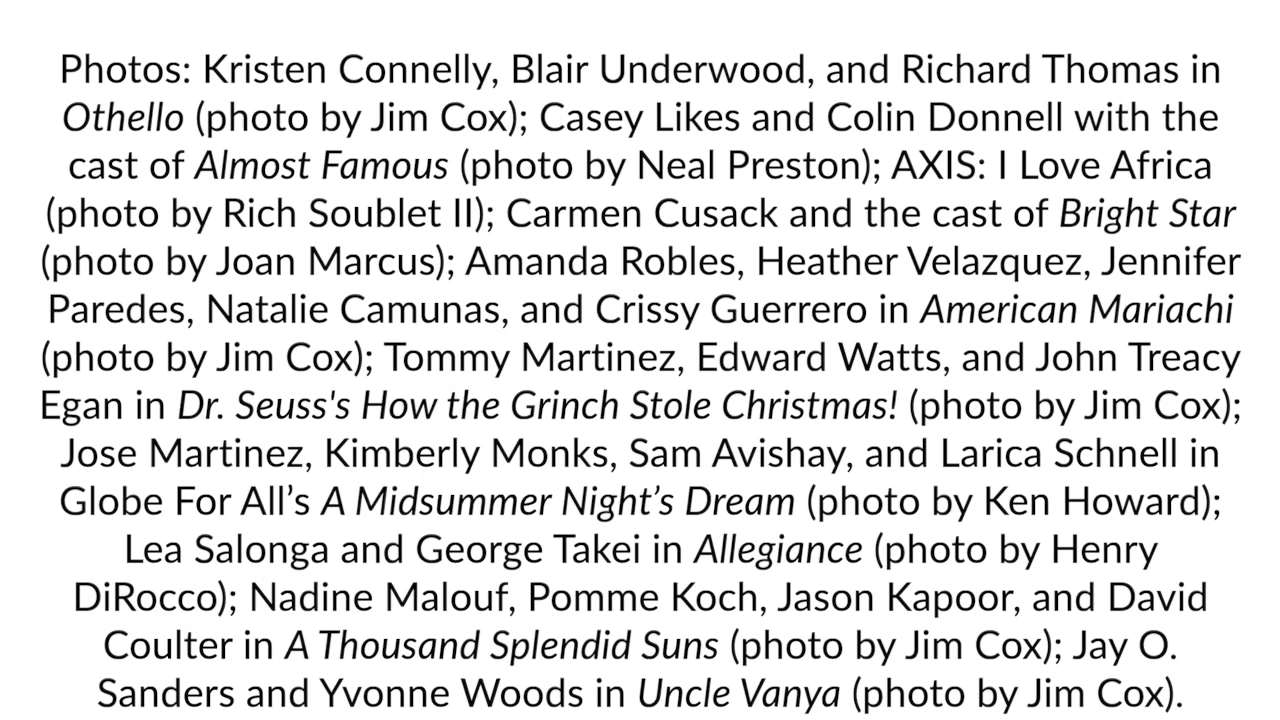 Photos: Kristen Connelly, Blair Underwood, and Richard Thomas in
Othello (photo by Jim Cox); Casey Likes and Colin Donnell with the
cast of Almost Famous (photo by Neal Preston); AXIS: I Love Africa
(photo by Rich Soublet II); Carmen Cusack and the cast of Bright Star
(photo by Joan Marcus); Amanda Robles, Heather Velazquez, Jennifer
Paredes, Natalie Camunas, and Crissy Guerrero in American Mariachi
(photo by Jim Cox); Tommy Martinez, Edward Watts, and John Treacy
Egan in Dr. Seuss's How the Grinch Stole Christmas! (photo by Jim Cox);
Jose Martinez, Kimberly Monks, Sam Avishay, and Larica Schnell in
Globe For All’s A Midsummer Night’s Dream (photo by Ken Howard);
Lea Salonga and George Takei in Allegiance (photo by Henry
DiRocco); Nadine Malouf, Pomme Koch, Jason Kapoor, and David
Coulter in A Thousand Splendid Suns (photo by Jim Cox); Jay O.
Sanders and Yvonne Woods in Uncle Vanya (photo by Jim Cox).